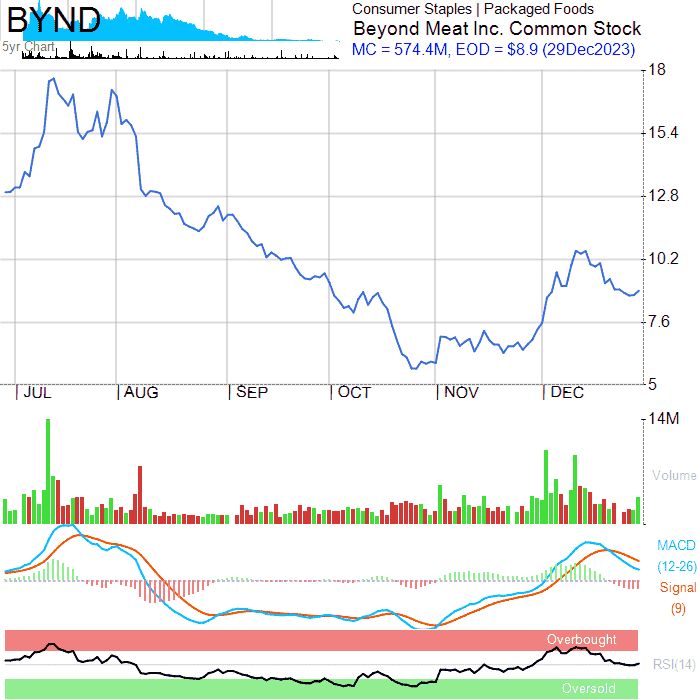 BYND
Consumer Staples | Packaged Foods
Beyond Meat Inc. Common Stock
5yr Chart
MC = 574.4M, EOD = $8.9 (29Dec2023)
18
15.4
12.8
10.2
7.6
5
JUL AUG SEP OCT NOV DEC
14M
Volume
MACD
(12-26)
Signal
(9)
Overbought
RSI(14)
Oversold